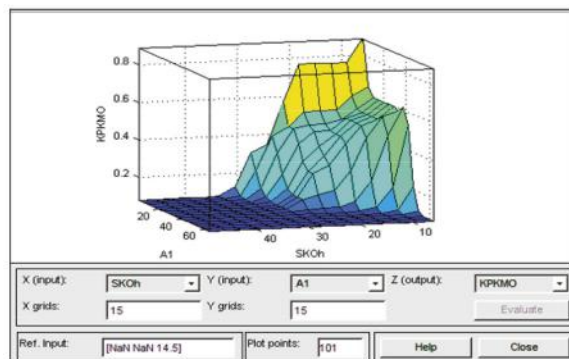 0.8
0.6
0.4
0.2
KPKMO
20
40
60
A1
40
30
20
10
SKOh
X (input): SKOh Y (input): A1 Z (output): KPKMO
X grids: 15 Y grids: 15 Evaluate
Ref. Input: [NaN NaN 14.5] Plot points: 101 Help Close